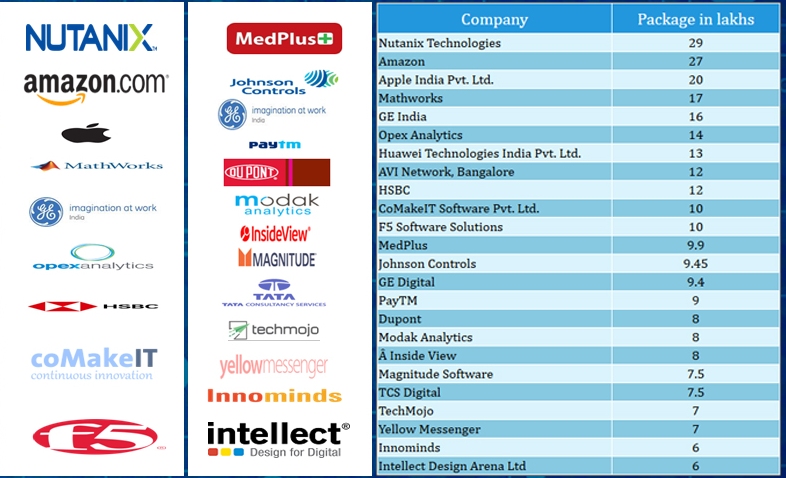 NUTANIX
amazon.com
MathWorks
imagination at work
India
opexanalytics
HSBC
coMakeIT
continuous innovation
f5
MedPlus
Johnson
Controls
imagination at work
India
PAYTM
DUPONT
modak
analytics
InsideView
MAGNITUDE
TATA
TATA CONSULTANCY SERVICES
techmojo
yellowmessenger
Innominds
intellect®
Design for Digital
Company Package in lakhs
Nutanix Technologies 29
Amazon 27
Apple India Pvt. Ltd. 20
Mathworks 17
GE India 16
Opex Analytics 14
Huawei Technologies India Pvt. Ltd. 13
AVI Network, Bangalore 12
HSBC 12
CoMakeIT Software Pvt. Ltd. 10
F5 Software Solutions 10
MedPlus 9.9
Johnson Controls 9.45
GE Digital 9.4
PayTM 9
Dupont 8
Modak Analytics 8
Â Inside View 8
Magnitude Software 7.5
TCS Digital 7.5
TechMojo 7
Yellow Messenger 7
Innominds 6
Intellect Design Arena Ltd 6